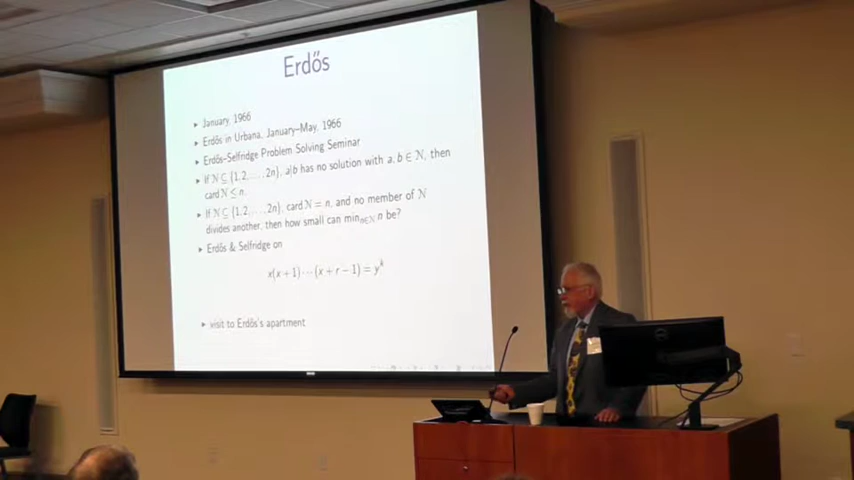 Erdős
▸ January, 1966
▸ Erdős in Urbana, January–May, 1966
▸ Erdős-Selfridge Problem Solving Seminar
▸ If N ⊆ {1, 2, . . . , 2n}, a|b has no solution with a, b ∈ N, then
card N ≤ n.
▸ If N ⊆ {1, 2, . . . , 2n}, card N = n, and no member of N
divides another, then how small can min_{n∈N} n be?
▸ Erdős & Selfridge on
x(x + 1) · · · (x + r − 1) = y^k
▸ visit to Erdős's apartment